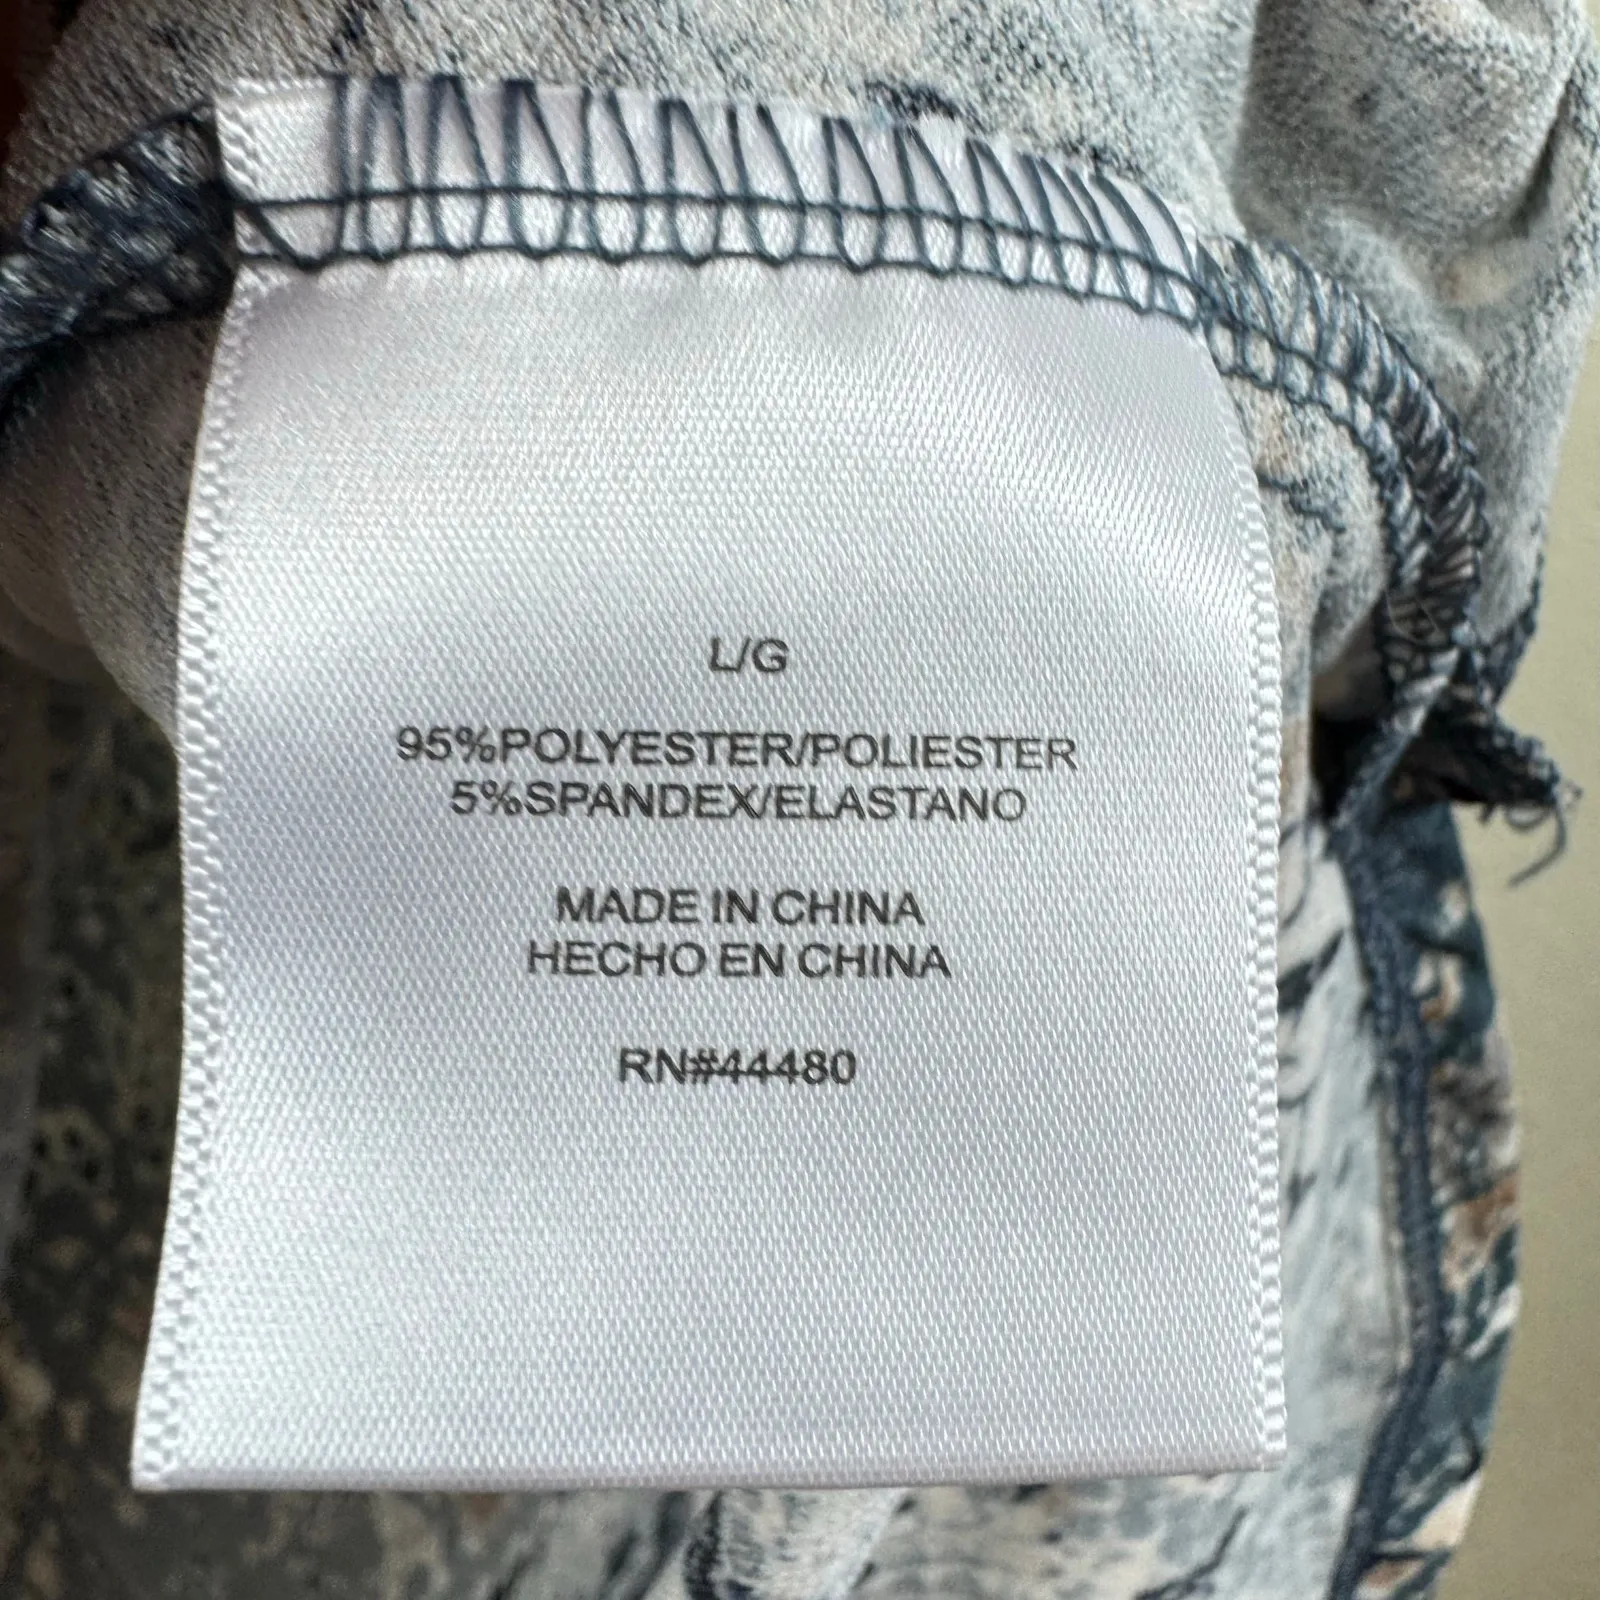 L/G
95%POLYESTER/POLIESTER
5%SPANDEX/ELASTANO
MADE IN CHINA
HECHO EN CHINA
RN#44480